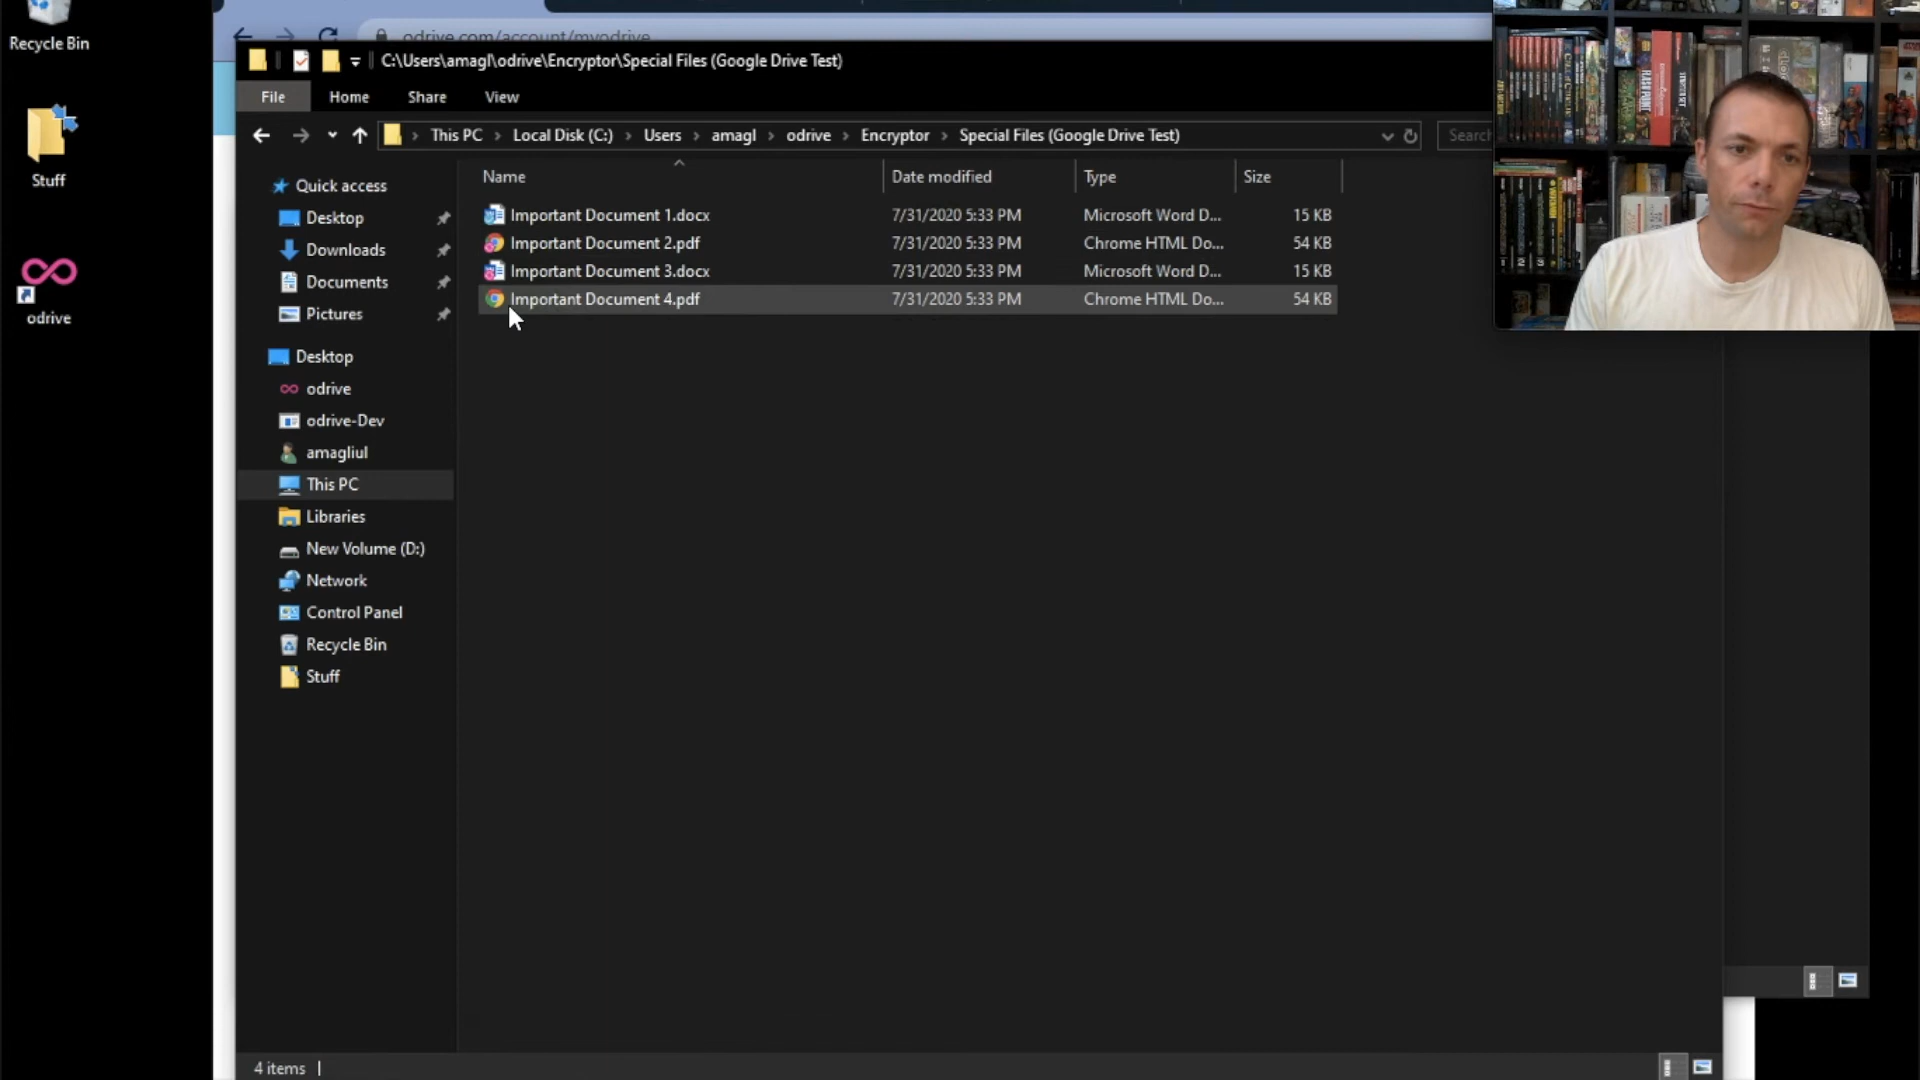 Recycle Bin
Stuff
odrive
odrive.com/account/myodrive
C:\Users\amagl\odrive\Encryptor\Special Files (Google Drive Test)
File Home Share View
This PC Local Disk (C:) Users amagl odrive Encryptor Special Files (Google Drive Test) Search
Name Date modified Type Size
Important Document 1.docx 7/31/2020 5:33 PM Microsoft Word D... 15 KB
Important Document 2.pdf 7/31/2020 5:33 PM Chrome HTML Do... 54 KB
Important Document 3.docx 7/31/2020 5:33 PM Microsoft Word D... 15 KB
Important Document 4.pdf 7/31/2020 5:33 PM Chrome HTML Do... 54 KB
Quick access
Desktop
Downloads
Documents
Pictures
Desktop
odrive
odrive-Dev
amagliul
This PC
Libraries
New Volume (D:)
Network
Control Panel
Recycle Bin
Stuff
4 items